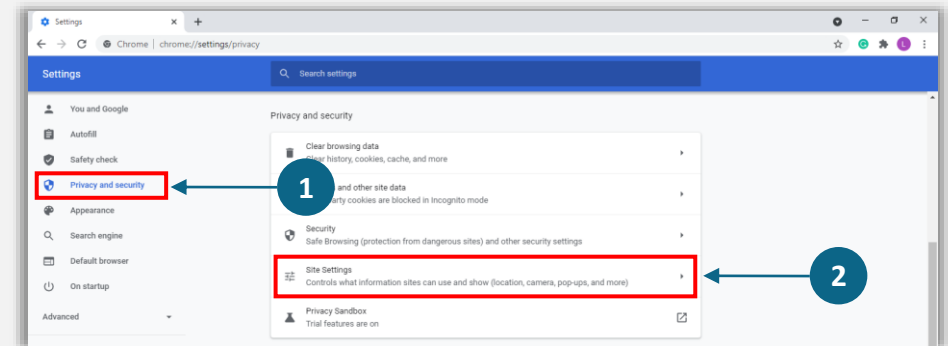 Settings
Chrome | chrome://settings/privacy
L
Settings
Search settings
You and Google
Autofill
Safety check
Privacy and security
Appearance
Search engine
Default browser
On startup
Advanced
Privacy and security
Clear browsing data
Clear history, cookies, cache, and more
and other site data
party cookies are blocked in Incognito mode
Security
Safe Browsing (protection from dangerous sites) and other security settings
Site Settings
Controls what information sites can use and show (location, camera, pop-ups, and more)
Privacy Sandbox
Trial features are on
1
2